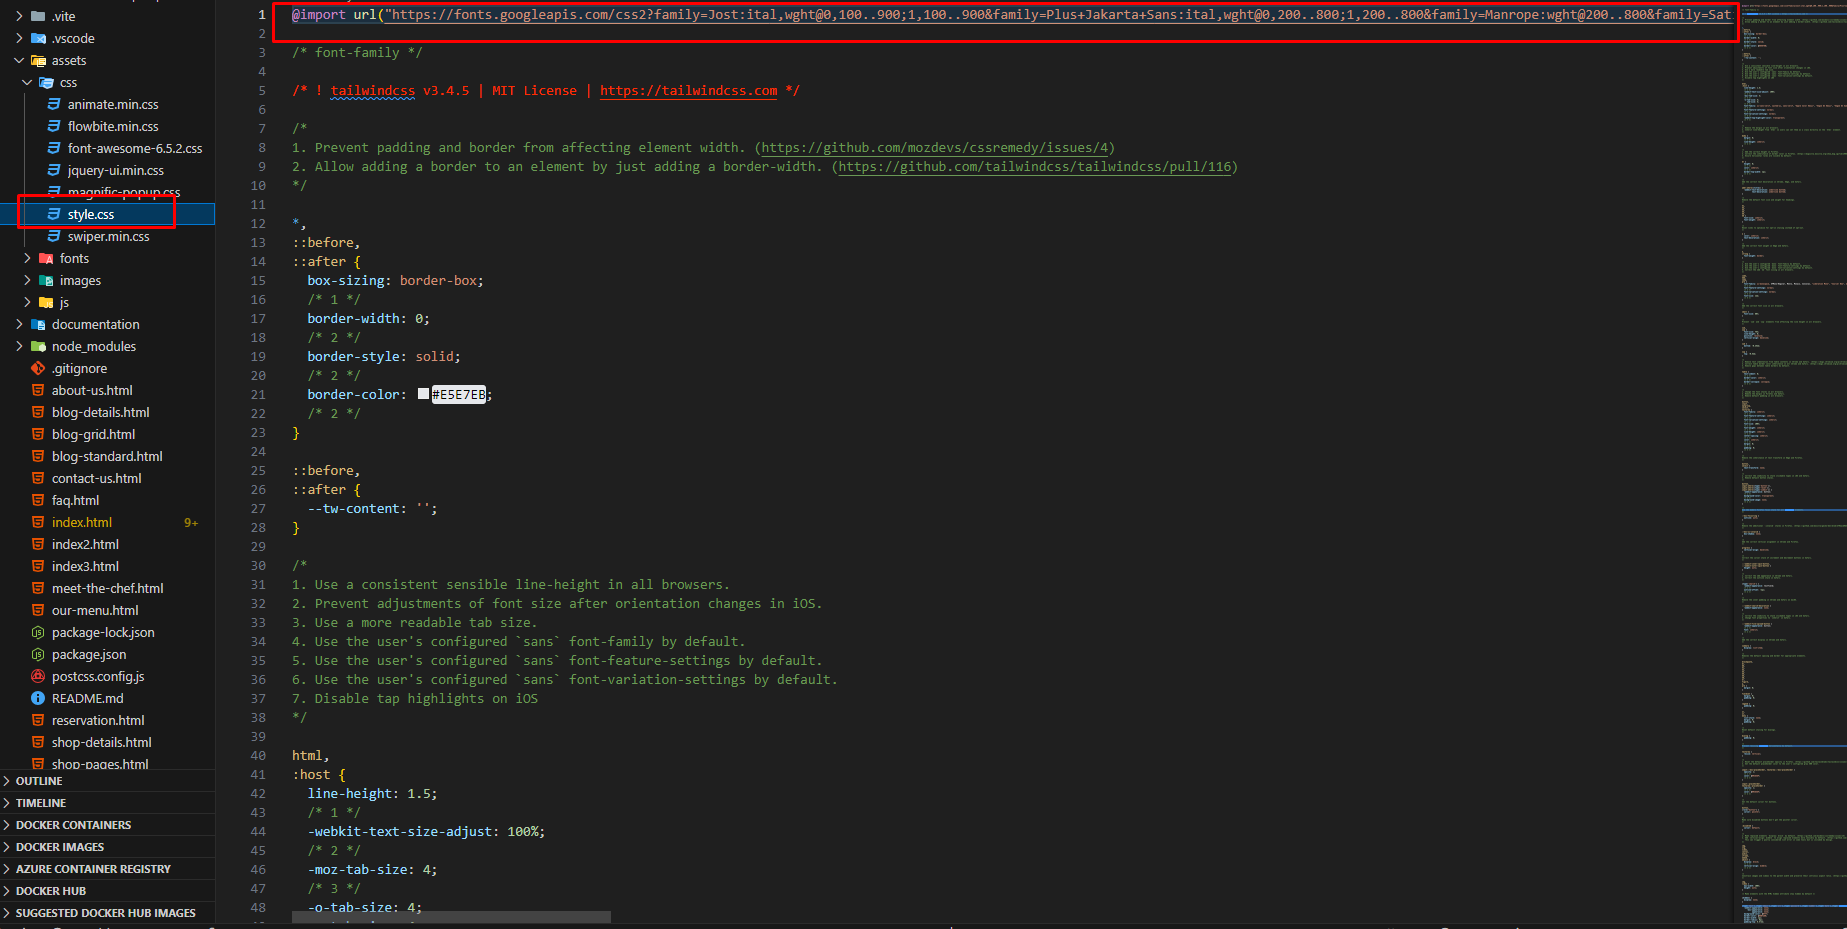 .vite
.vscode
assets
css
animate.min.css
flowbite.min.css
font-awesome-6.5.2.css
jquery-ui.min.css
magnific-popup.css
style.css
swiper.min.css
fonts
images
js
documentation
node_modules
.gitignore
about-us.html
blog-details.html
blog-grid.html
blog-standard.html
contact-us.html
faq.html
index.html 9+
index2.html
index3.html
meet-the-chef.html
our-menu.html
package-lock.json
package.json
postcss.config.js
README.md
reservation.html
shop-details.html
shop-pages.html
OUTLINE
TIMELINE
DOCKER CONTAINERS
DOCKER IMAGES
AZURE CONTAINER REGISTRY
DOCKER HUB
SUGGESTED DOCKER HUB IMAGES
1 @import url("https://fonts.googleapis.com/css2?family=Jost:ital,wght@0,100..900;1,100..900&family=Plus+Jakarta+Sans:ital,wght@0,200..800;1,200..800&family=Manrope:wght@200..800&family=Sat
2
3 /* font-family */
4
5 /* ! tailwindcss v3.4.5 | MIT License | https://tailwindcss.com */
6
7 /*
8 1. Prevent padding and border from affecting element width. (https://github.com/mozdevs/cssremedy/issues/4)
9 2. Allow adding a border to an element by just adding a border-width. (https://github.com/tailwindcss/tailwindcss/pull/116)
10 */
11
12 *,
13 ::before,
14 ::after {
15 box-sizing: border-box;
16 /* 1 */
17 border-width: 0;
18 /* 2 */
19 border-style: solid;
20 /* 2 */
21 border-color: #E5E7EB;
22 /* 2 */
23 }
24
25 ::before,
26 ::after {
27 --tw-content: '';
28 }
29
30 /*
31 1. Use a consistent sensible line-height in all browsers.
32 2. Prevent adjustments of font size after orientation changes in iOS.
33 3. Use a more readable tab size.
34 4. Use the user's configured `sans` font-family by default.
35 5. Use the user's configured `sans` font-feature-settings by default.
36 6. Use the user's configured `sans` font-variation-settings by default.
37 7. Disable tap highlights on iOS
38 */
39
40 html,
41 :host {
42 line-height: 1.5;
43 /* 1 */
44 -webkit-text-size-adjust: 100%;
45 /* 2 */
46 -moz-tab-size: 4;
47 /* 3 */
48 -o-tab-size: 4;